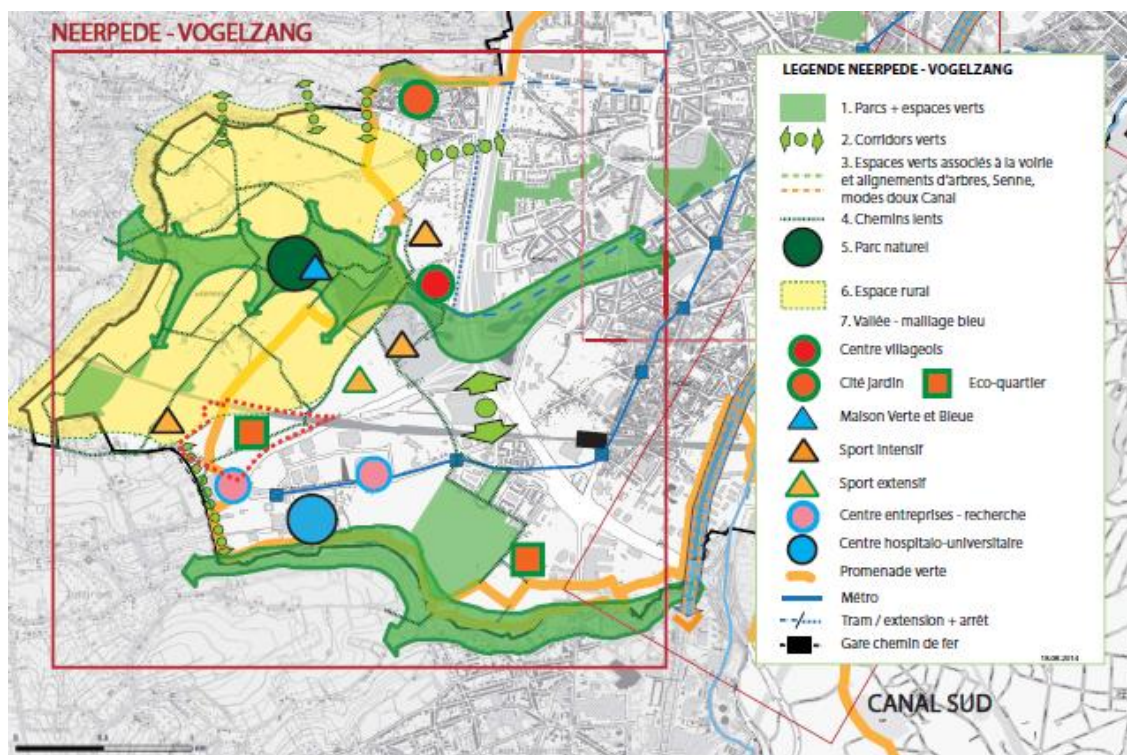 NEERPEDE - VOGELZANG
LEGENDE NEERPEDE - VOGELZANG
1. Parcs + espaces verts
2. Corridors verts
3. Espaces verts associés à la voirie
et alignements d'arbres, Senne,
modes doux Canal
4. Chemins lents
5. Parc naturel
6. Espace rural
7. Vallée - maillage bleu
Centre villageois
Cité jardin
Eco-quartier
Maison Verte et Bleue
Sport intensif
Sport extensif
Centre entreprises - recherche
Centre hospitalo-universitaire
Promenade verte
Métro
Tram / extension + arrêt
Gare chemin de fer
CANAL SUD